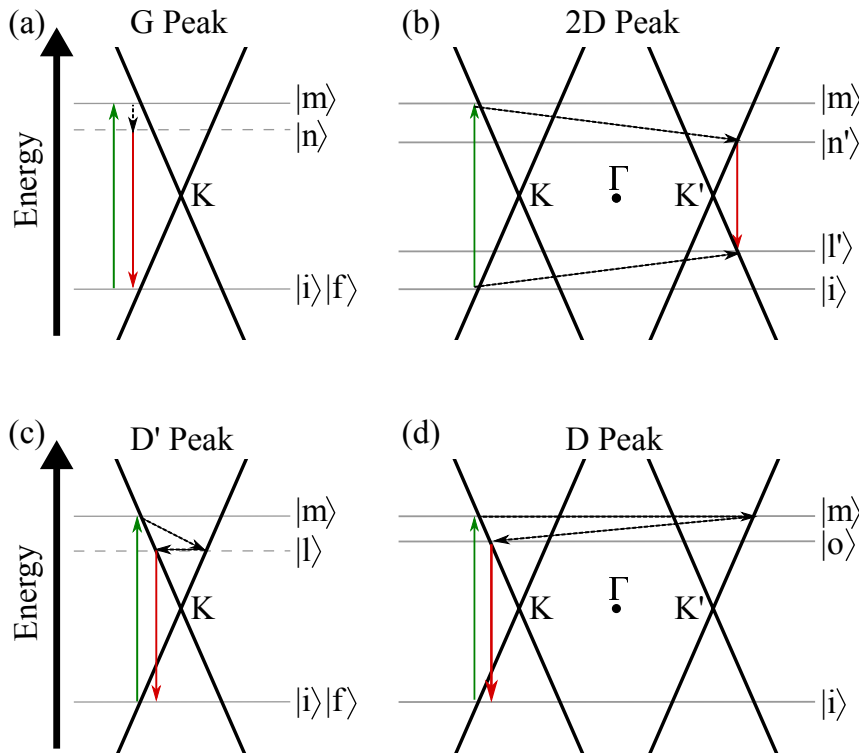 (a) G Peak
Energy
|m⟩
|n⟩
K
|i⟩|f⟩
(b) 2D Peak
|m⟩
|n'⟩
Γ
K K'
|l'⟩
|i⟩
(c) D' Peak
Energy
|m⟩
|l⟩
K
|i⟩|f⟩
(d) D Peak
|m⟩
|o⟩
Γ
K K'
|i⟩